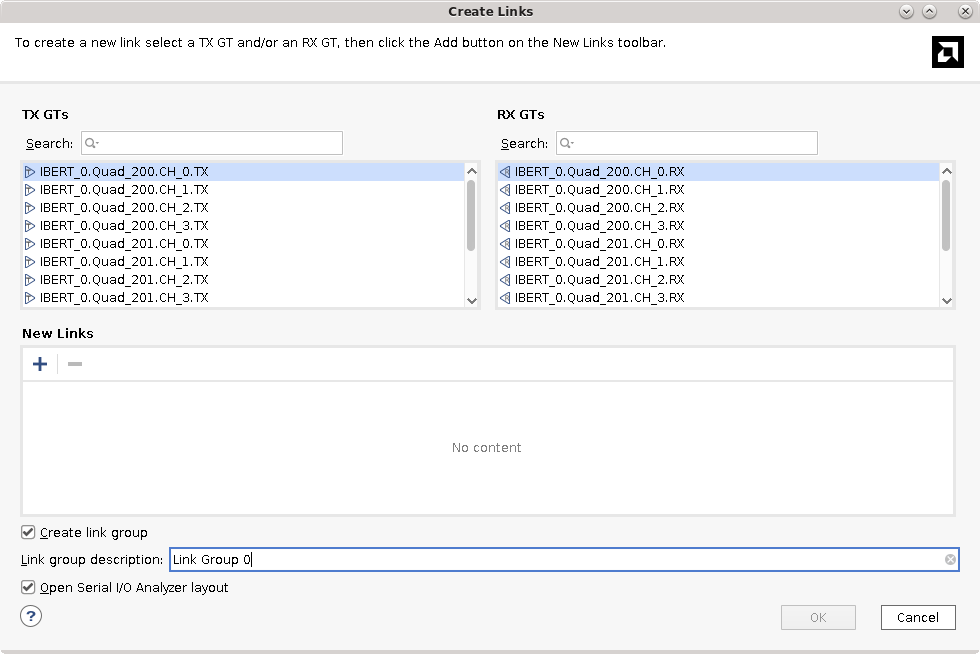 Create Links
To create a new link select a TX GT and/or an RX GT, then click the Add button on the New Links toolbar.
TX GTs
Search:
IBERT_0.Quad_200.CH_0.TX
IBERT_0.Quad_200.CH_1.TX
IBERT_0.Quad_200.CH_2.TX
IBERT_0.Quad_200.CH_3.TX
IBERT_0.Quad_201.CH_0.TX
IBERT_0.Quad_201.CH_1.TX
IBERT_0.Quad_201.CH_2.TX
IBERT_0.Quad_201.CH_3.TX
RX GTs
Search:
IBERT_0.Quad_200.CH_0.RX
IBERT_0.Quad_200.CH_1.RX
IBERT_0.Quad_200.CH_2.RX
IBERT_0.Quad_200.CH_3.RX
IBERT_0.Quad_201.CH_0.RX
IBERT_0.Quad_201.CH_1.RX
IBERT_0.Quad_201.CH_2.RX
IBERT_0.Quad_201.CH_3.RX
New Links
No content
Create link group
Link group description: Link Group 0
Open Serial I/O Analyzer layout
?
OK
Cancel